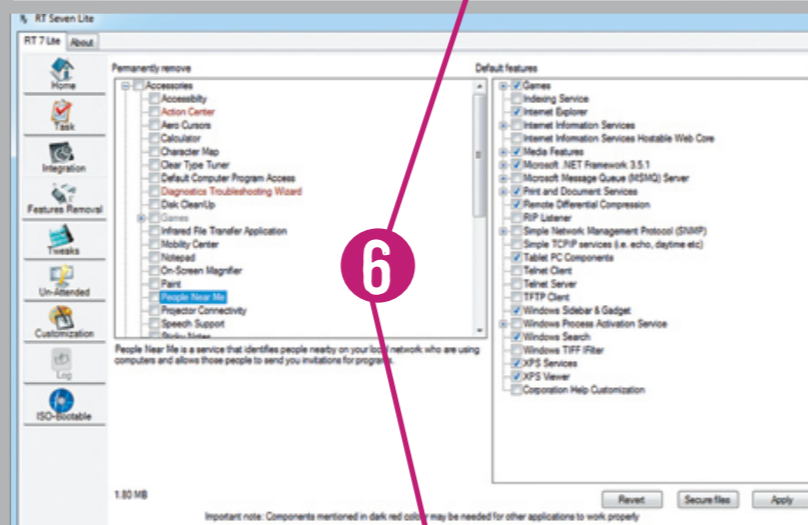 RT Seven Lite
RT 7 Lite
About
Home
Task
Integration
Features Removal
Tweaks
Un-Attended
Customization
Log
ISO-Bootable
Permanently remove
Accessories
Accessibilty
Action Center
Aero Cursors
Calculator
Character Map
Clear Type Tuner
Default Computer Program Access
Diagnostics Troubleshooting Wizard
Disk CleanUp
Games
Infrared File Transfer Application
Mobility Center
Notepad
On-Screen Magnifier
Paint
People Near Me
Projector Connectivity
Speech Support
Sticky Notes
6
People Near Me is a service that identifies people nearby on your local network who are using
computers and allows those people to send you invitations for programs.
Default features
Games
Indexing Service
Internet Explorer
Internet Information Services
Internet Information Services Hostable Web Core
Media Features
Microsoft .NET Framework 3.5.1
Microsoft Message Queue (MSMQ) Server
Print and Document Services
Remote Differential Compression
RIP Listener
Simple Network Management Protocol (SNMP)
Simple TCPIP services (i.e. echo, daytime etc)
Tablet PC Components
Telnet Client
Telnet Server
TFTP Client
Windows Sidebar & Gadget
Windows Process Activation Service
Windows Search
Windows TIFF IFilter
XPS Services
XPS Viewer
Corporation Help Customization
1.80 MB
Revert
Secure files
Apply
Important note: Components mentioned in dark red colour may be needed for other applications to work properly